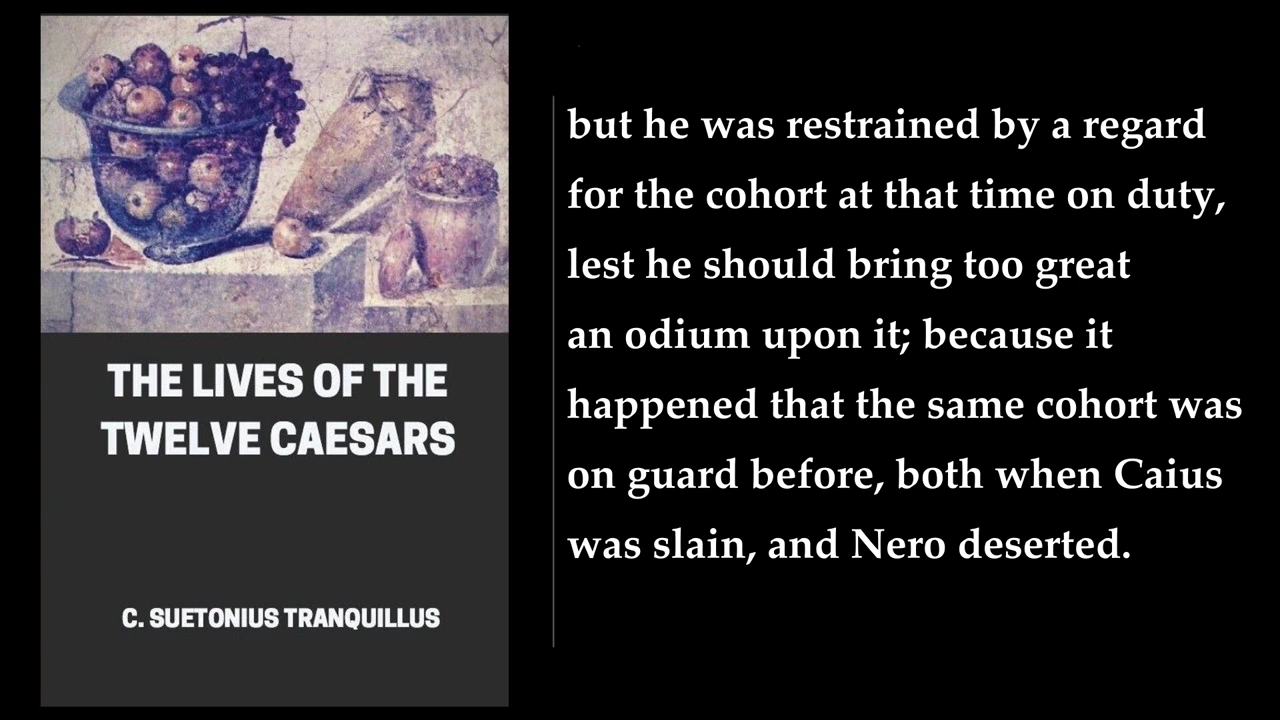 THE LIVES OF THE
TWELVE CAESARS
C. SUETONIUS TRANQUILLUS
but he was restrained by a regard
for the cohort at that time on duty,
lest he should bring too great
an odium upon it; because it
happened that the same cohort was
on guard before, both when Caius
was slain, and Nero deserted.